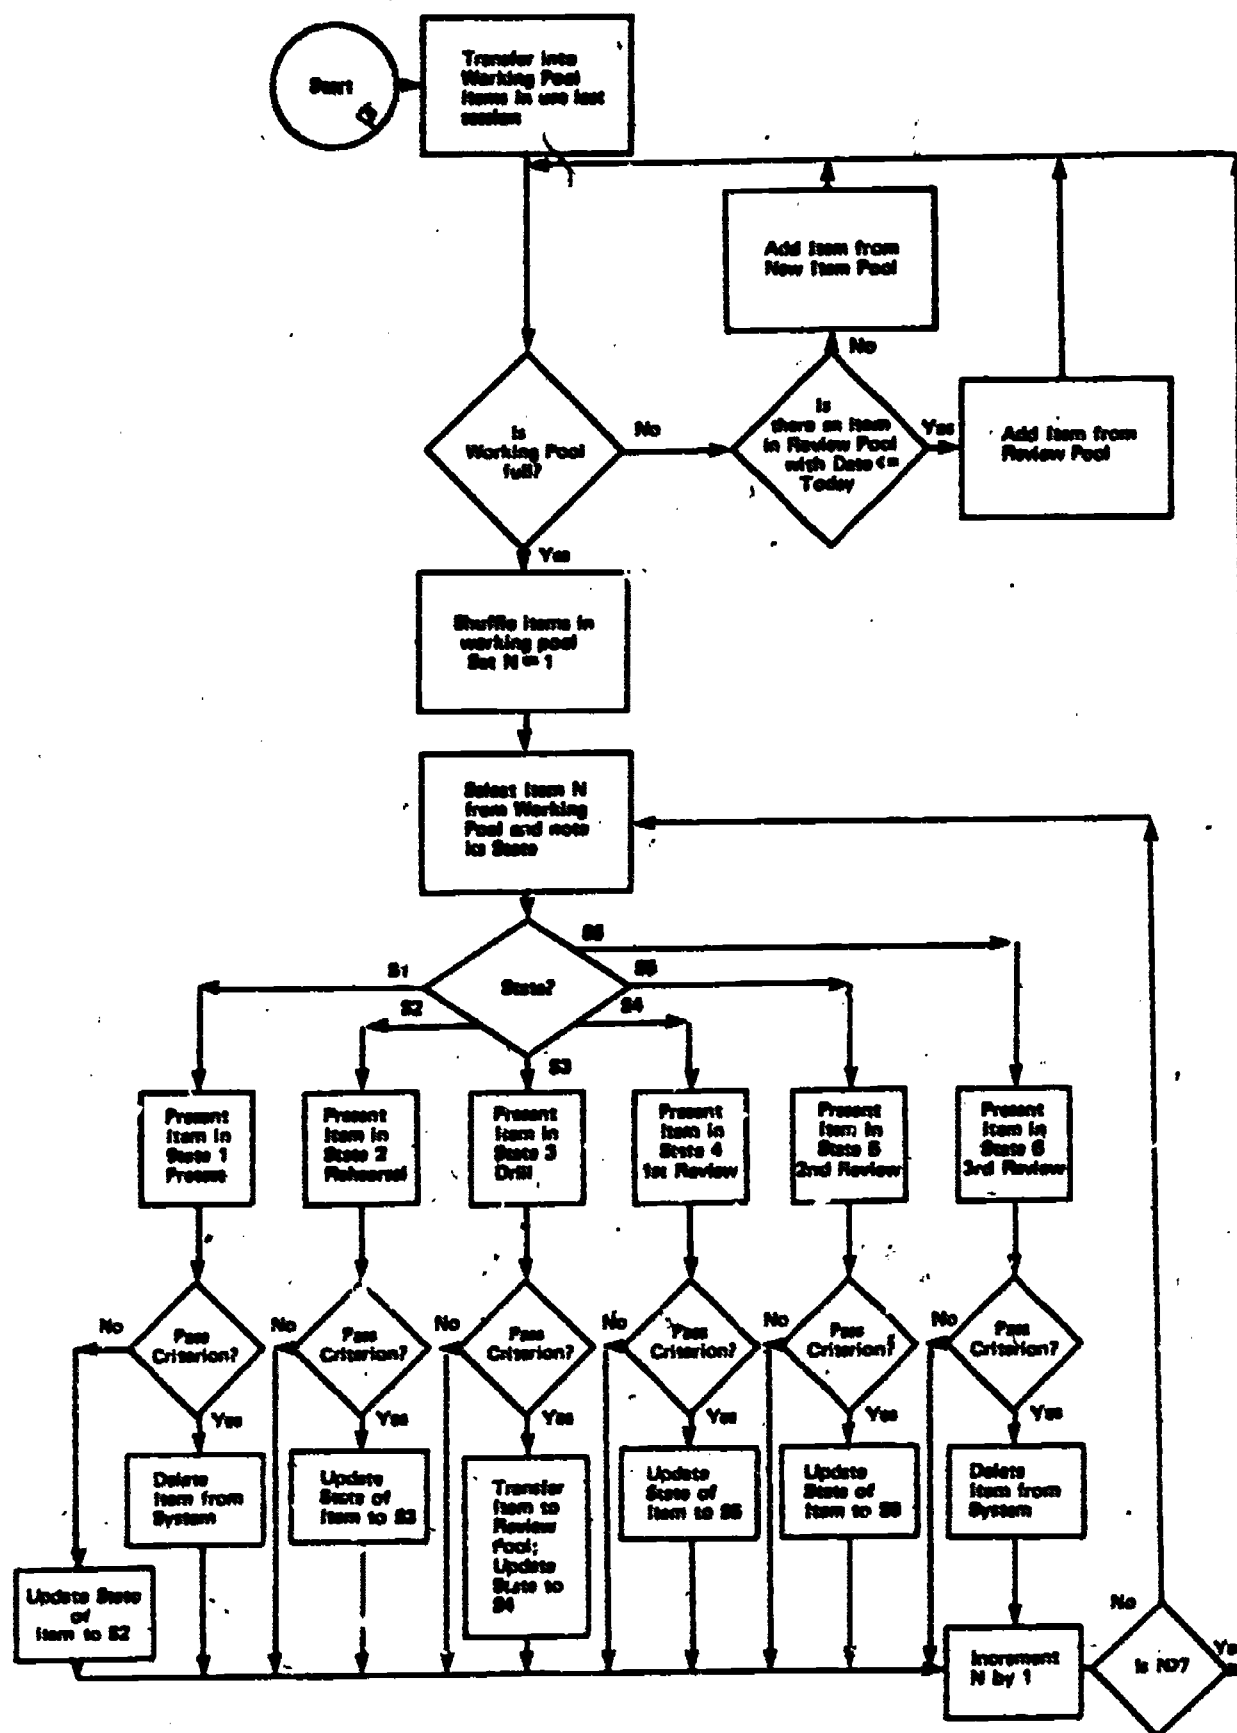 Start
Transfer into
Working Pool
items in use last
session
Add Item from
New Item Pool
No
Is
there an Item
in Review Pool
with Date <=
Today
Yes
Add Item from
Review Pool
Is
Working Pool
full?
No
Yes
Shuffle items in
working pool
Set N = 1
Select Item N
from Working
Pool and note
its State
State?
S1
S2
S3
S4
Present
Item in
State 1
Pretest
Present
Item in
State 2
Rehearsal
Present
Item in
State 3
Drill
Present
Item in
State 4
1st Review
Present
Item in
State 5
2nd Review
Present
Item in
State 6
3rd Review
No
Pass
Criterion?
Yes
No
Pass
Criterion?
Yes
No
Pass
Criterion?
Yes
No
Pass
Criterion?
Yes
No
Pass
Criterion?
Yes
No
Pass
Criterion?
Yes
Delete
Item from
System
Update
State of
Item to S3
Transfer
Item to
Review
Pool;
Update
State to
S4
Update
State of
Item to S5
Update
State of
Item to S6
Delete
Item from
System
Update State
of
Item to S2
Increment
N by 1
No
Is N>7